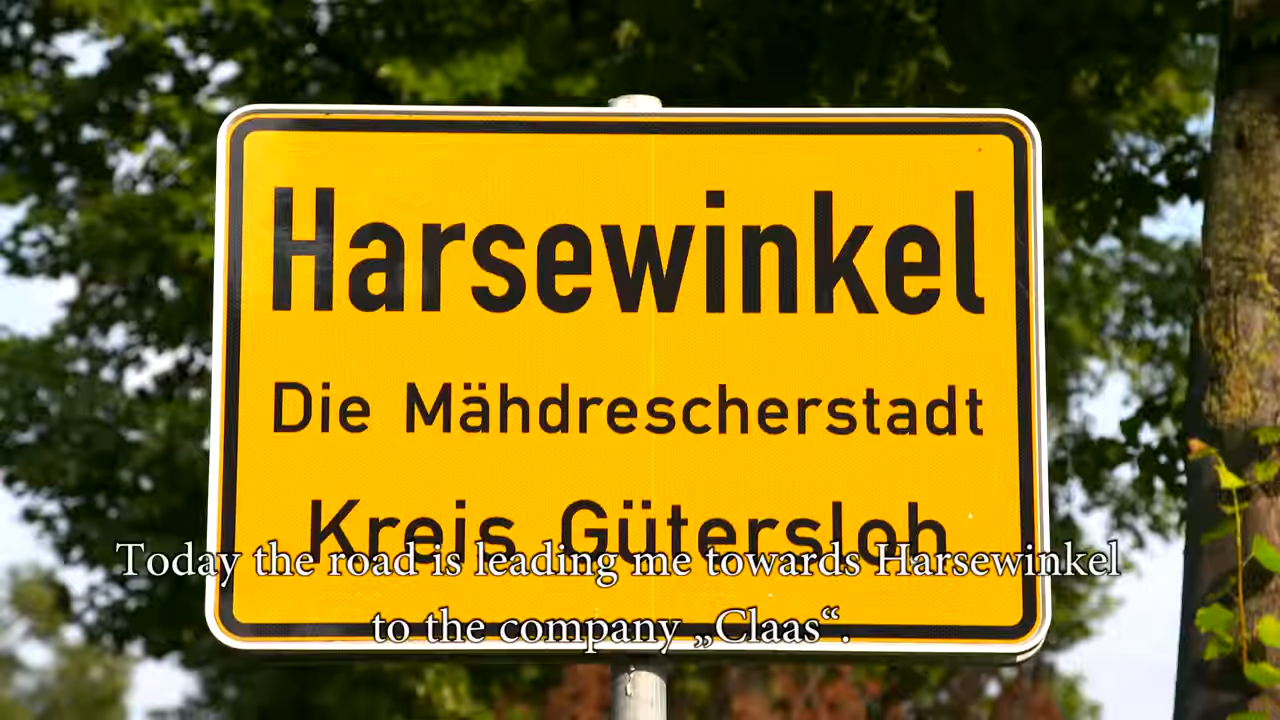 Harsewinkel
Die Mähdrescherstadt
Kreis Gütersloh
Today the road is leading me towards Harsewinkel
to the company „Claas“.